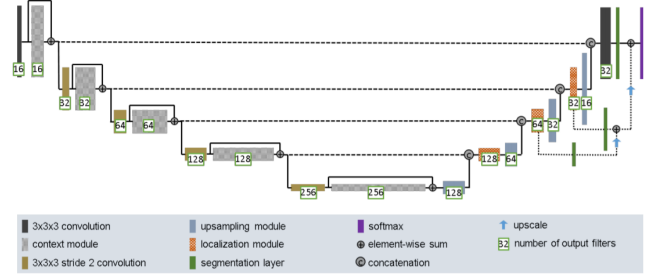 16 16 32
32 32 32 16
64 64 64 32
128 128 128 64
256 256 128
C
C
C
C
3x3x3 convolution
context module
3x3x3 stride 2 convolution
upsampling module
localization module
segmentation layer
softmax
element-wise sum
C concatenation
upscale
32 number of output filters